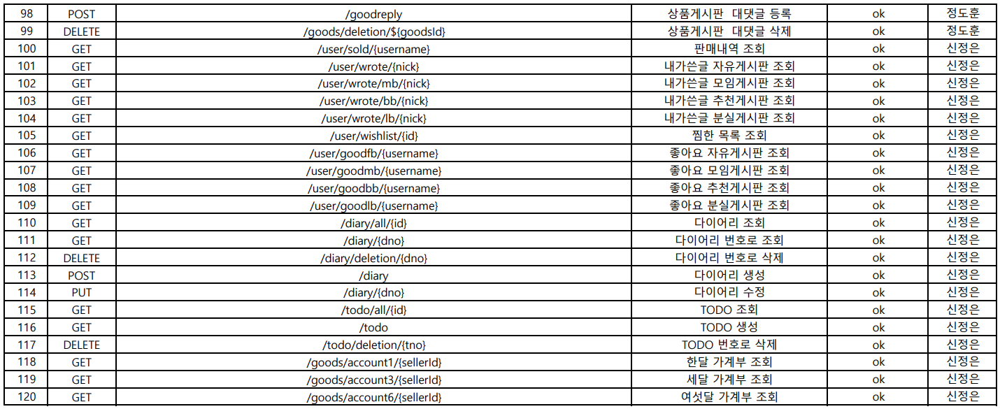 98 POST /goodreply 상품게시판 대댓글 등록 ok 정도훈
99 DELETE /goods/deletion/${goodsId} 상품게시판 대댓글 삭제 ok 정도훈
100 GET /user/sold/{username} 판매내역 조회 ok 신정은
101 GET /user/wrote/{nick} 내가쓴글 자유게시판 조회 ok 신정은
102 GET /user/wrote/mb/{nick} 내가쓴글 모임게시판 조회 ok 신정은
103 GET /user/wrote/bb/{nick} 내가쓴글 추천게시판 조회 ok 신정은
104 GET /user/wrote/lb/{nick} 내가쓴글 분실게시판 조회 ok 신정은
105 GET /user/wishlist/{id} 찜한 목록 조회 ok 신정은
106 GET /user/goodfb/{username} 좋아요 자유게시판 조회 ok 신정은
107 GET /user/goodmb/{username} 좋아요 모임게시판 조회 ok 신정은
108 GET /user/goodbb/{username} 좋아요 추천게시판 조회 ok 신정은
109 GET /user/goodlb/{username} 좋아요 분실게시판 조회 ok 신정은
110 GET /diary/all/{id} 다이어리 조회 ok 신정은
111 GET /diary/{dno} 다이어리 번호로 조회 ok 신정은
112 DELETE /diary/deletion/{dno} 다이어리 번호로 삭제 ok 신정은
113 POST /diary 다이어리 생성 ok 신정은
114 PUT /diary/{dno} 다이어리 수정 ok 신정은
115 GET /todo/all/{id} TODO 조회 ok 신정은
116 GET /todo TODO 생성 ok 신정은
117 DELETE /todo/deletion/{tno} TODO 번호로 삭제 ok 신정은
118 GET /goods/account1/{sellerId} 한달 가계부 조회 ok 신정은
119 GET /goods/account3/{sellerId} 세달 가계부 조회 ok 신정은
120 GET /goods/account6/{sellerId} 여섯달 가계부 조회 ok 신정은